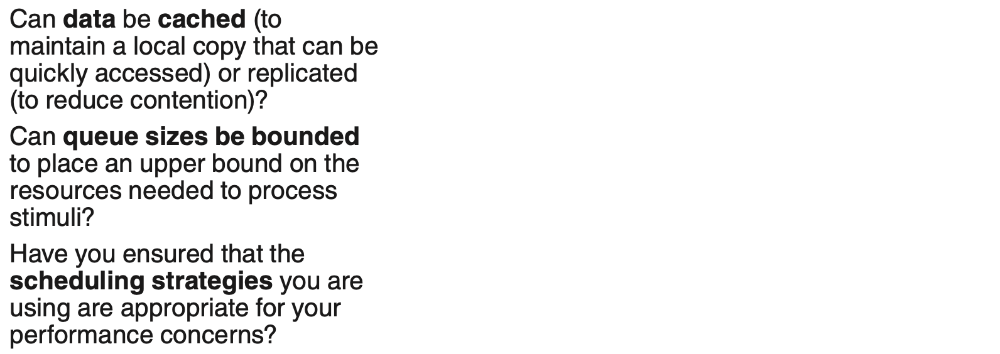 Can data be cached (to
maintain a local copy that can be
quickly accessed) or replicated
(to reduce contention)?
Can queue sizes be bounded
to place an upper bound on the
resources needed to process
stimuli?
Have you ensured that the
scheduling strategies you are
using are appropriate for your
performance concerns?